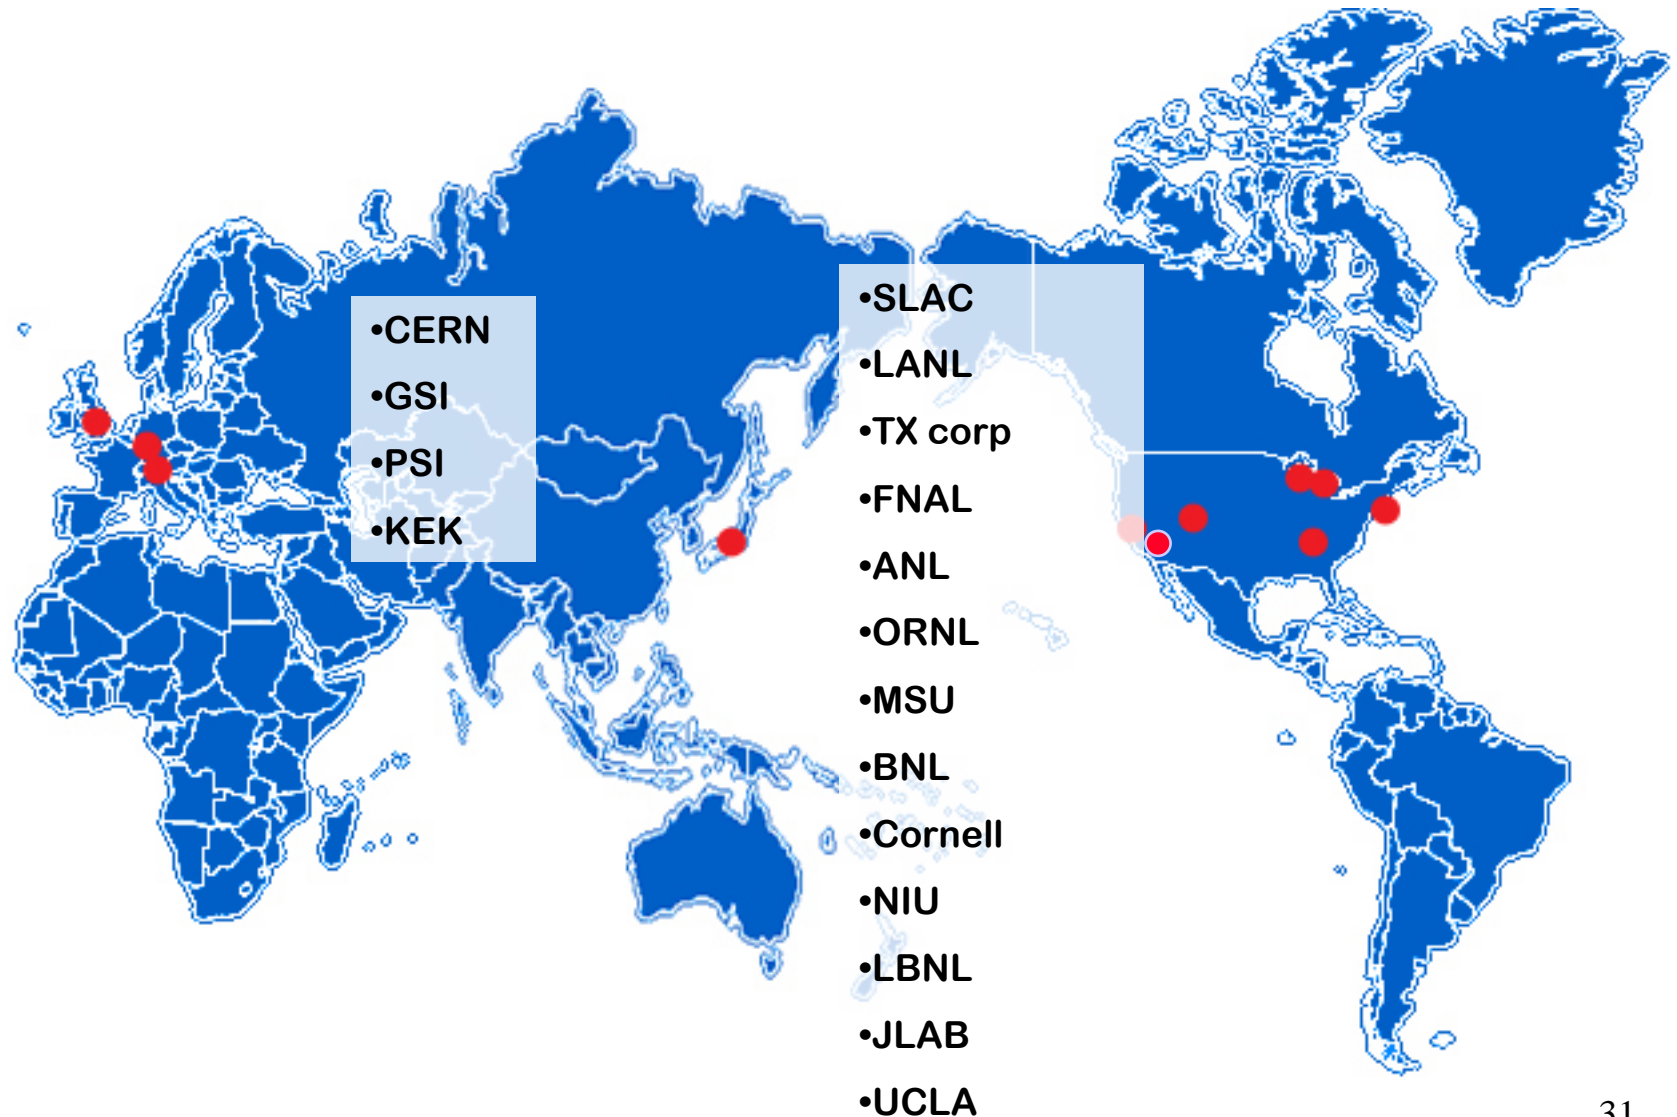 •CERN
•GSI
•PSI
•KEK
•SLAC
•LANL
•TX corp
•FNAL
•ANL
•ORNL
•MSU
•BNL
•Cornell
•NIU
•LBNL
•JLAB
•UCLA
31